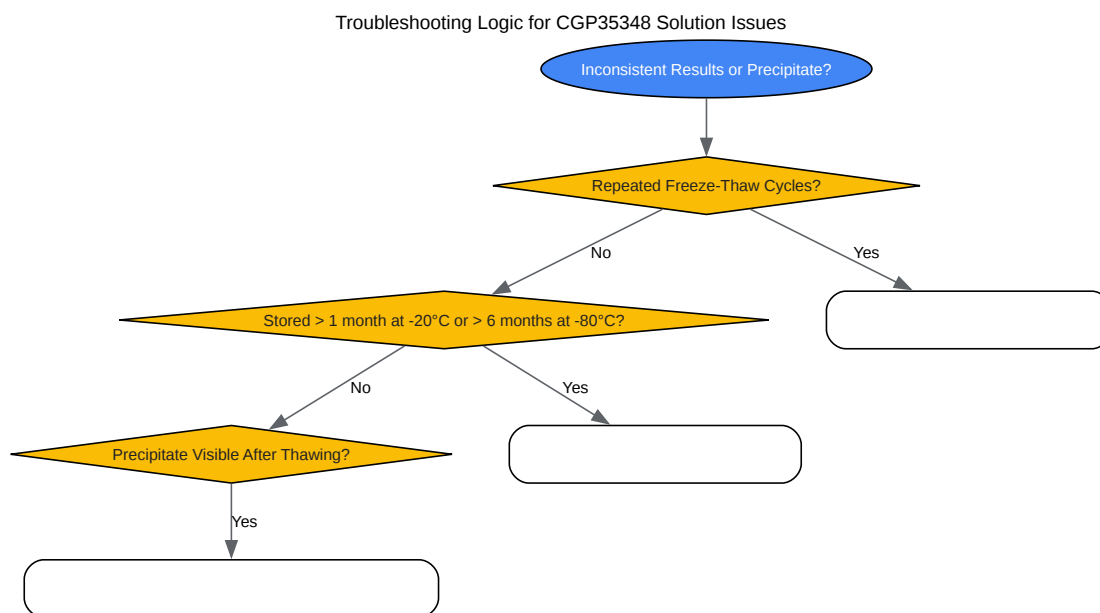 Troubleshooting Logic for CGP35348 Solution Issues
Inconsistent Results or Precipitate?
Repeated Freeze-Thaw Cycles?
No
Yes
Stored > 1 month at -20°C or > 6 months at -80°C?
No
Yes
Precipitate Visible After Thawing?
Yes